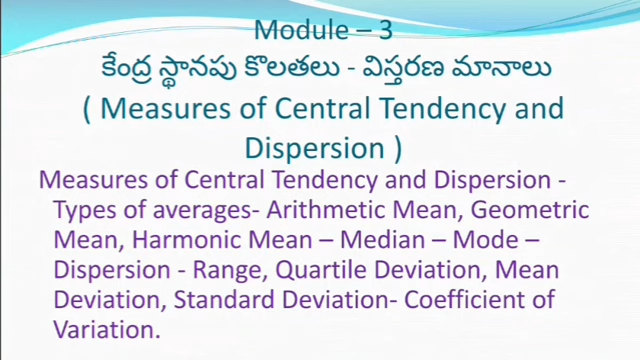 Module – 3
కేంద్ర స్థానపు కొలతలు - విస్తరణ మానాలు
( Measures of Central Tendency and
Dispersion )
Measures of Central Tendency and Dispersion -
Types of averages- Arithmetic Mean, Geometric
Mean, Harmonic Mean – Median – Mode –
Dispersion - Range, Quartile Deviation, Mean
Deviation, Standard Deviation- Coefficient of
Variation.